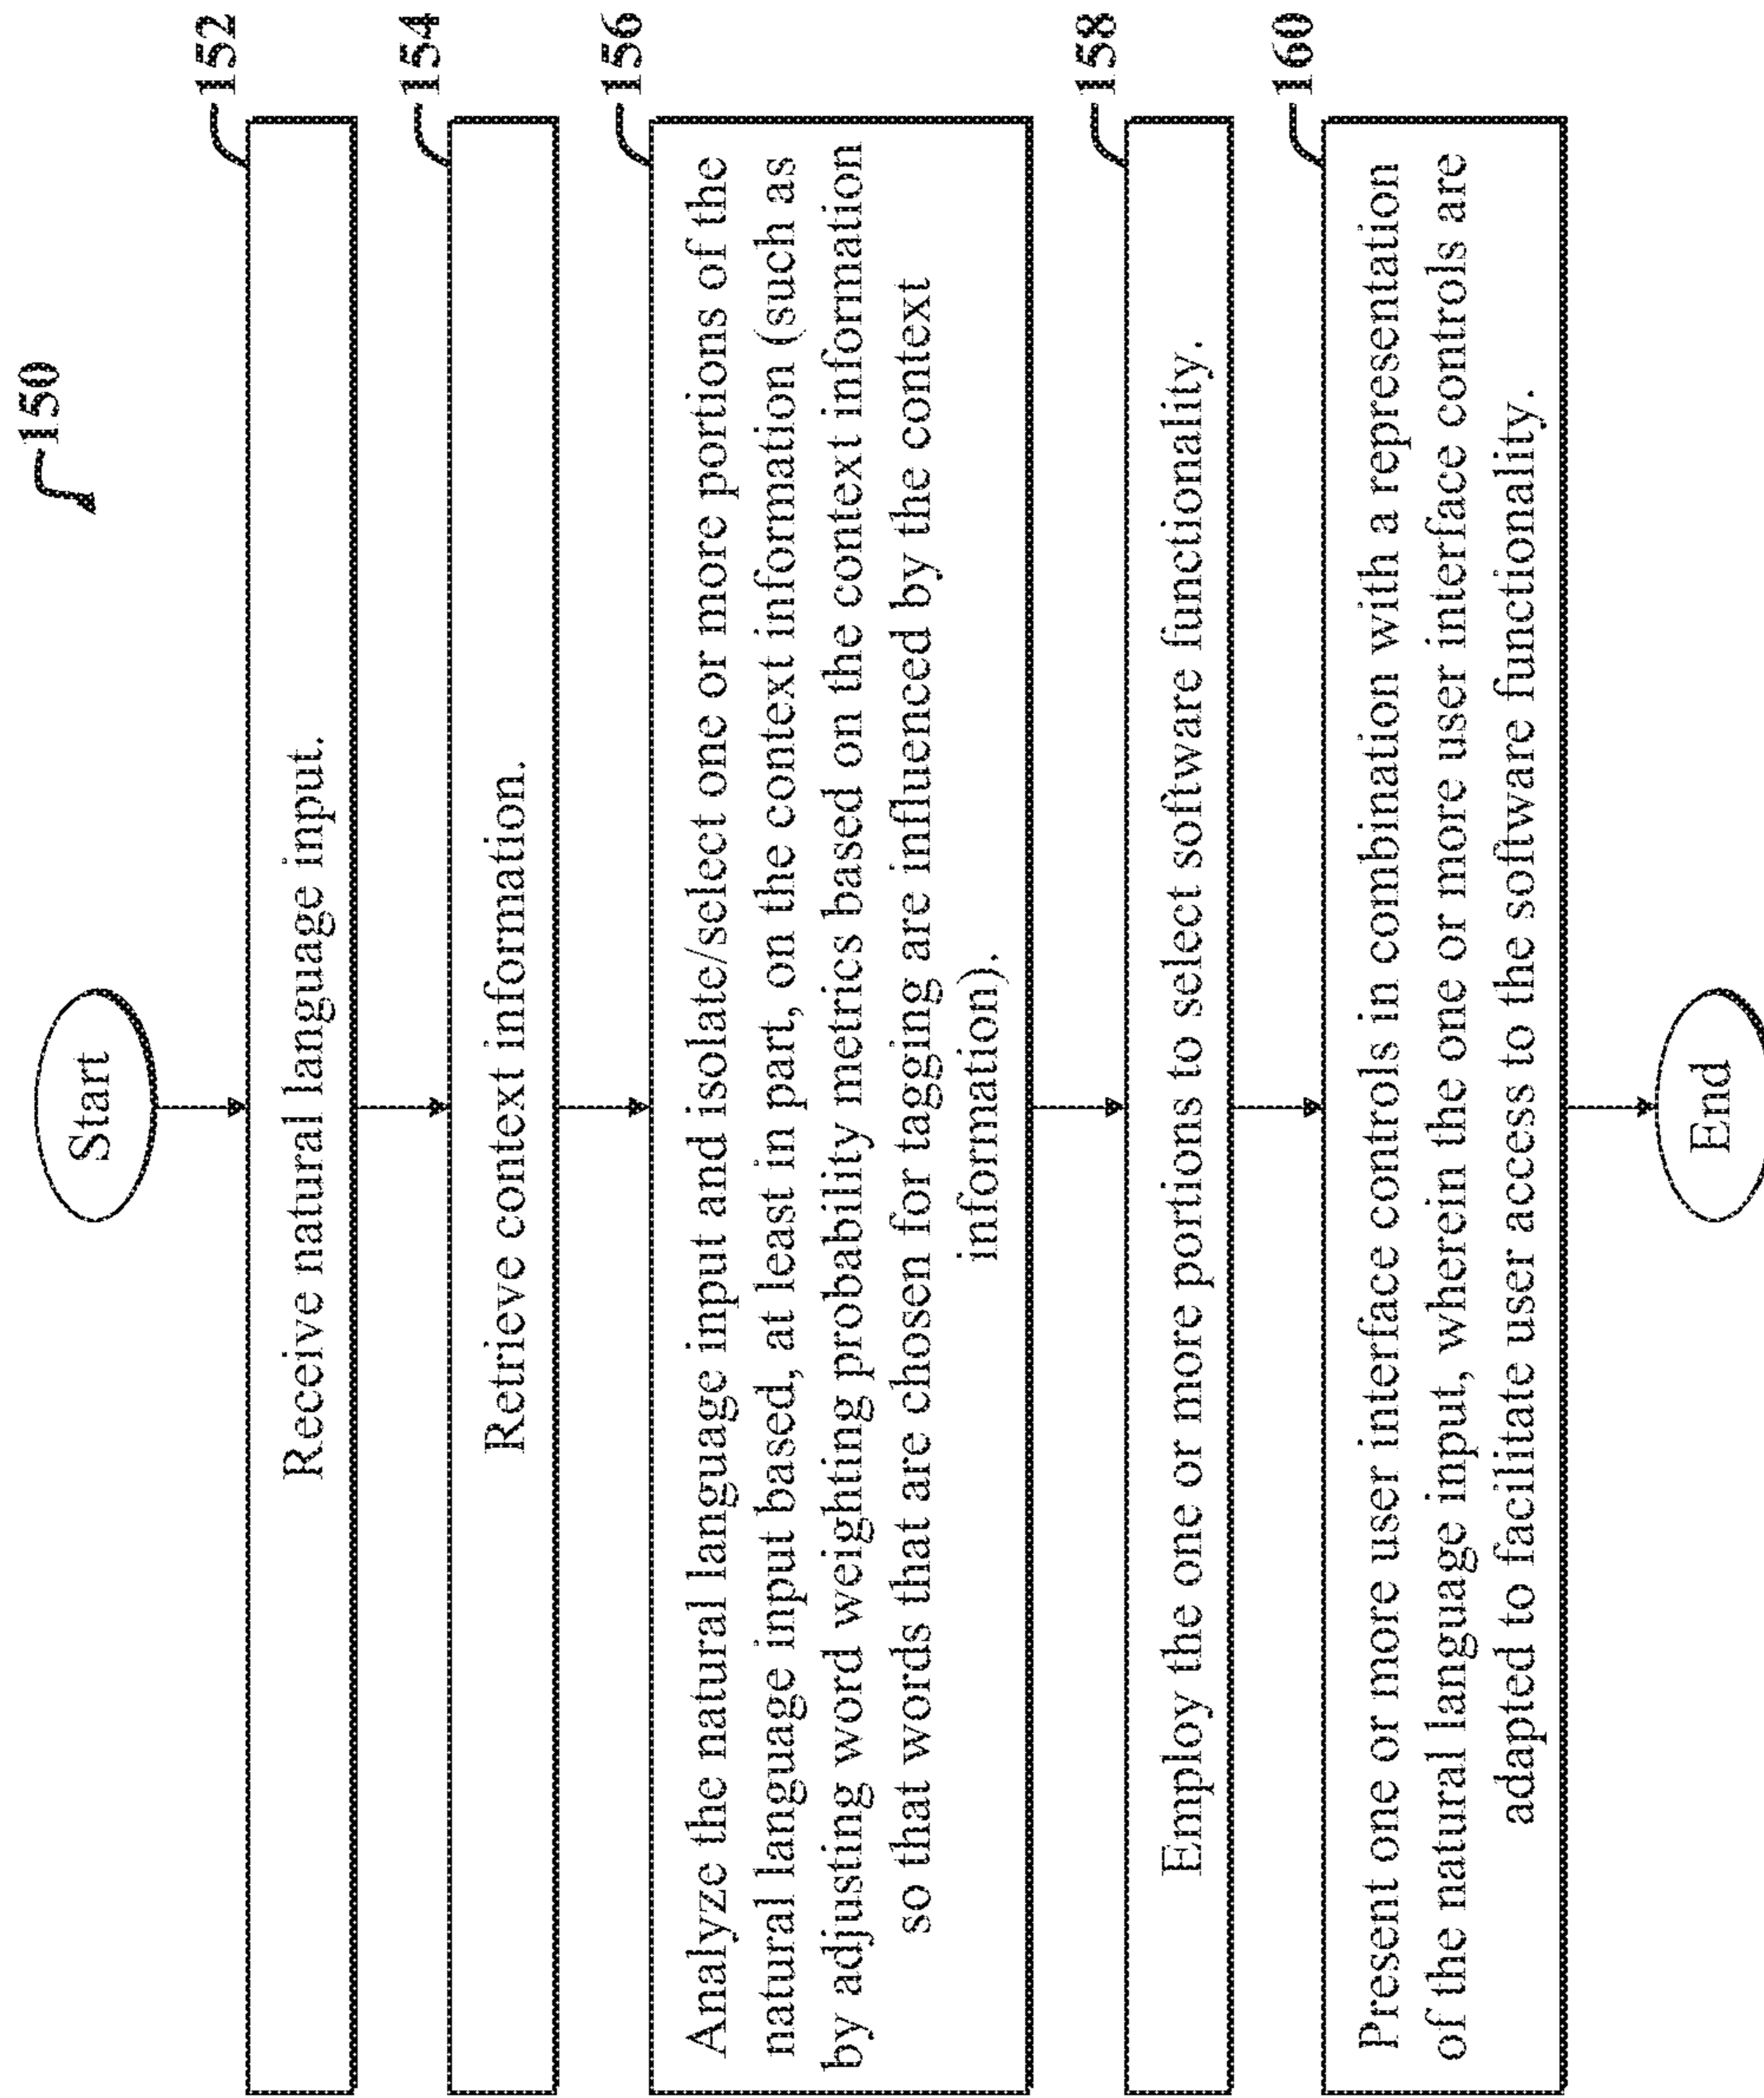 150
Start
152
Receive natural language input.
154
Retrieve context information.
156
Analyze the natural language input and isolate/select one or more portions of the
natural language input based, at least in part, on the context information (such as
by adjusting word weighting probability metrics based on the context information
so that words that are chosen for tagging are influenced by the context
information).
158
Employ the one or more portions to select software functionality.
160
Present one or more user interface controls in combination with a representation
of the natural language input, wherein the one or more user interface controls are
adapted to facilitate user access to the software functionality.
End